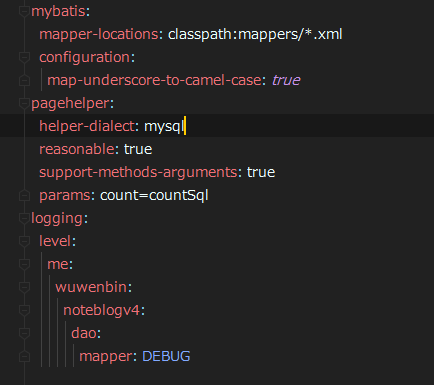 mybatis:
  mapper-locations: classpath:mappers/*.xml
  configuration:
    map-underscore-to-camel-case: true
pagehelper:
  helper-dialect: mysql
  reasonable: true
  support-methods-arguments: true
  params: count=countSql
logging:
  level:
    me:
      wuwenbin:
        noteblogv4:
          dao:
            mapper: DEBUG